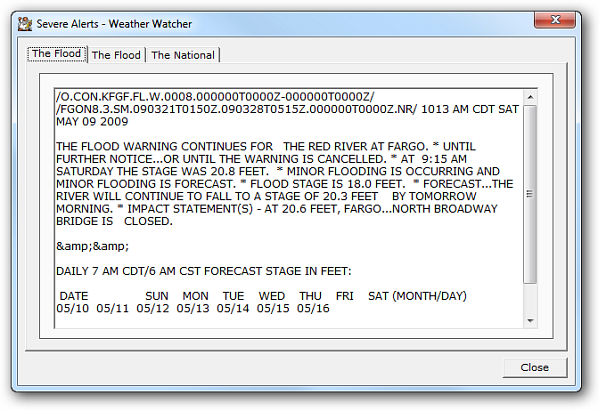 Severe Alerts - Weather Watcher
The Flood The Flood The National
/O.CON.KFGF.FL.W.0008.000000T0000Z-000000T0000Z/
/FGON8.3.SM.090321T0150Z.090328T0515Z.000000T0000Z.NR/ 1013 AM CDT SAT
MAY 09 2009
THE FLOOD WARNING CONTINUES FOR THE RED RIVER AT FARGO. * UNTIL
FURTHER NOTICE...OR UNTIL THE WARNING IS CANCELLED. * AT 9:15 AM
SATURDAY THE STAGE WAS 20.8 FEET. * MINOR FLOODING IS OCCURRING AND
MINOR FLOODING IS FORECAST. * FLOOD STAGE IS 18.0 FEET. * FORECAST...THE
RIVER WILL CONTINUE TO FALL TO A STAGE OF 20.3 FEET BY TOMORROW
MORNING. * IMPACT STATEMENT(S) - AT 20.6 FEET, FARGO...NORTH BROADWAY
BRIDGE IS CLOSED.
&amp;&amp;
DAILY 7 AM CDT/6 AM CST FORECAST STAGE IN FEET:
DATE SUN MON TUE WED THU FRI SAT (MONTH/DAY)
05/10 05/11 05/12 05/13 05/14 05/15 05/16
Close